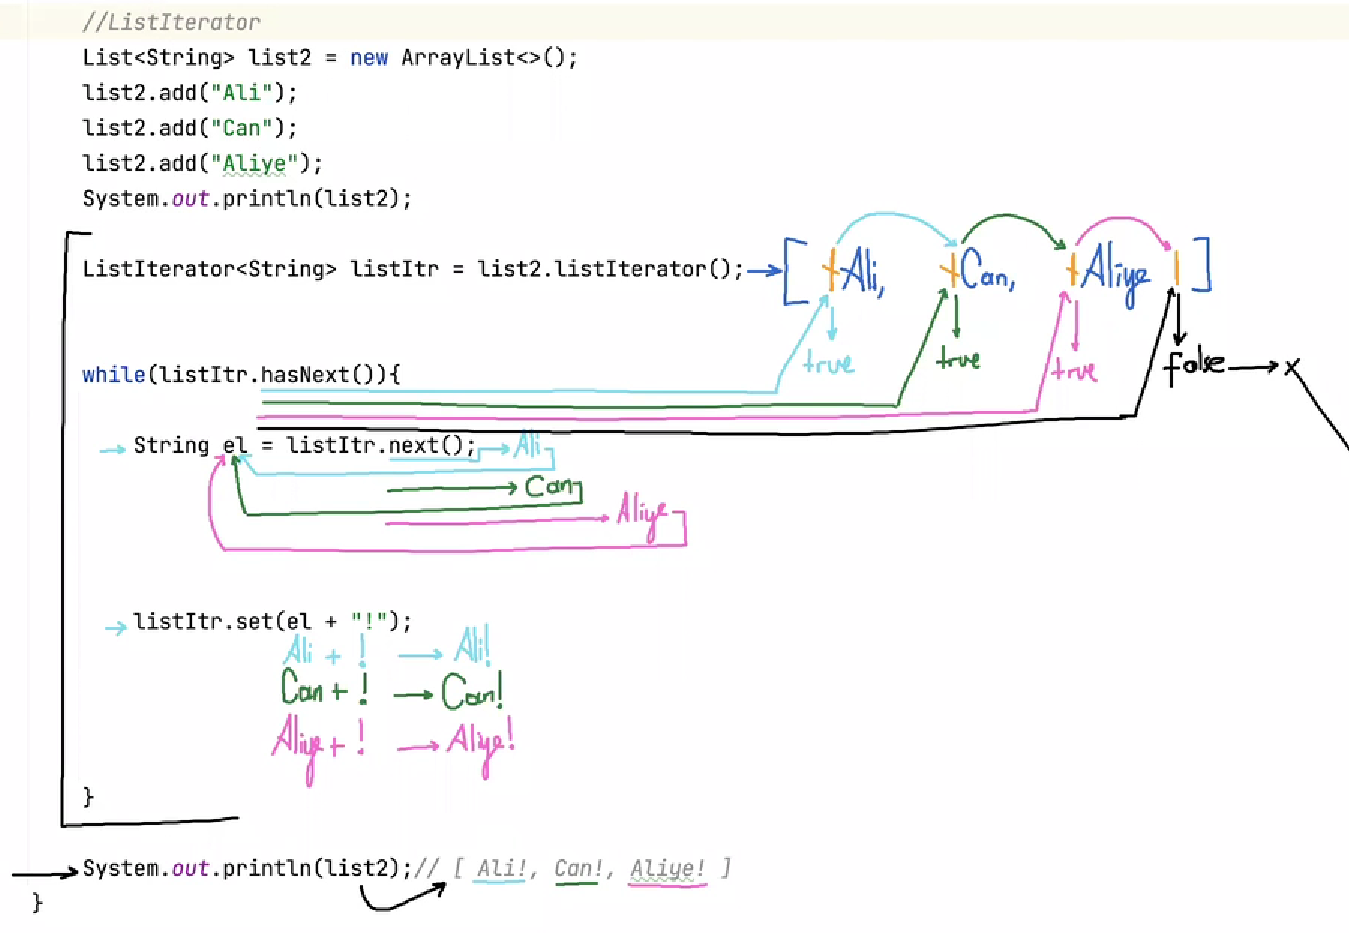 //ListIterator
List<String> list2 = new ArrayList<>();
list2.add("Ali");
list2.add("Can");
list2.add("Aliye");
System.out.println(list2);
ListIterator<String> listItr = list2.listIterator(); [ Ali, Can, Aliye ]
true true true false x
while(listItr.hasNext()){
String el = listItr.next(); Ali
Can
Aliye
listItr.set(el + "!");
Ali + ! Ali!
Can + ! Can!
Aliye + ! Aliye!
}
System.out.println(list2);// [ Ali!, Can!, Aliye! ]
}